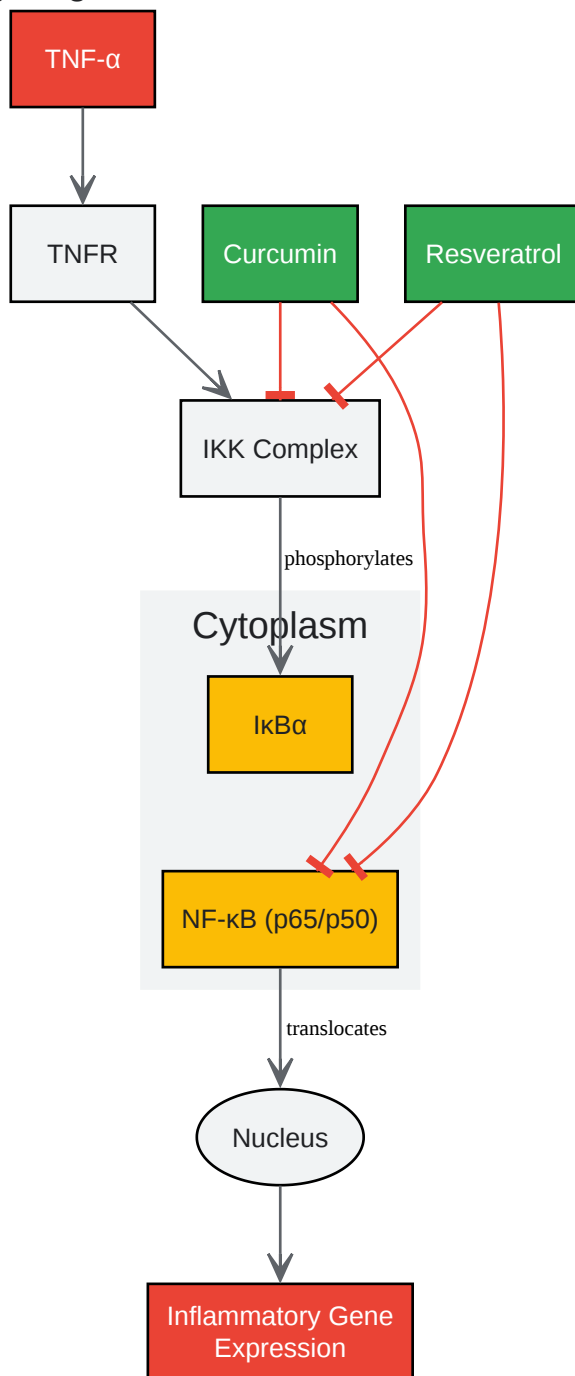 TNF-α
TNFR
Curcumin
Resveratrol
IKK Complex
phosphorylates
Cytoplasm
IκBα
NF-κB (p65/p50)
translocates
Nucleus
Inflammatory Gene
Expression